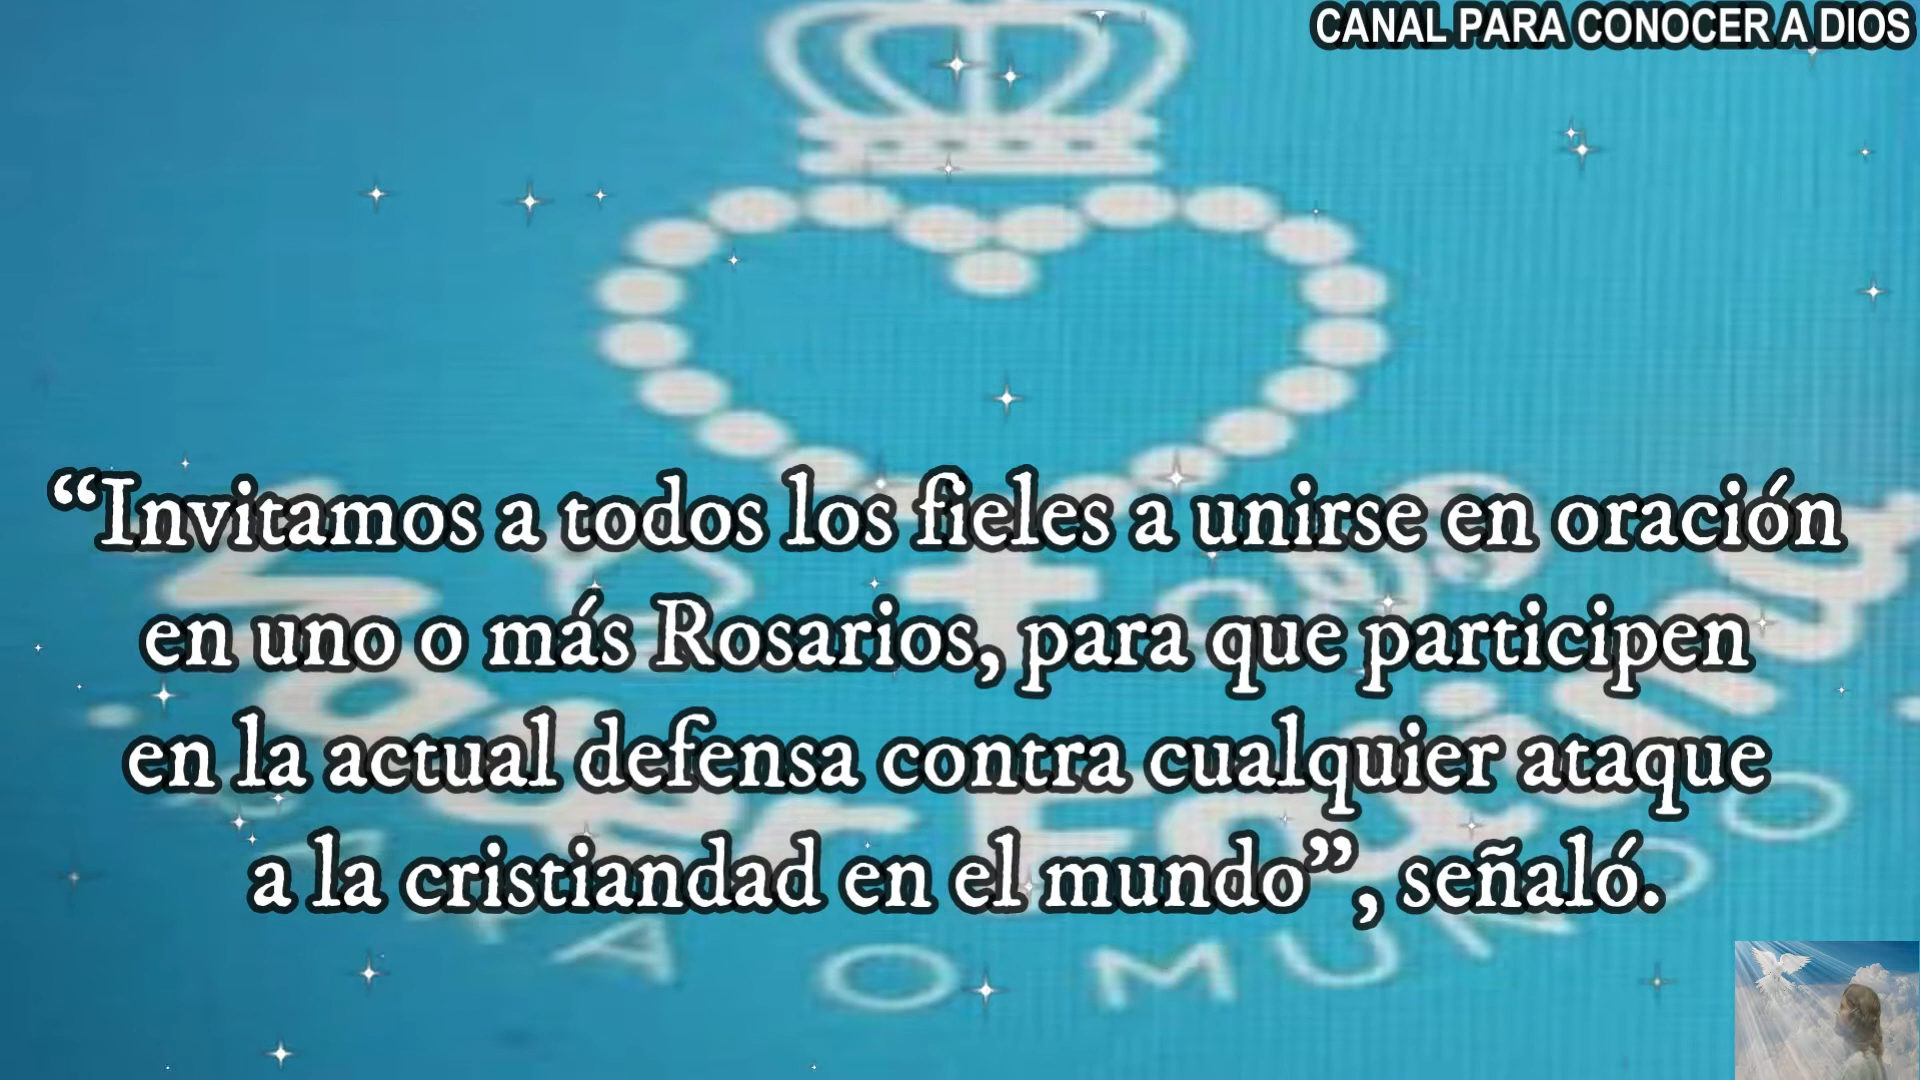 CANAL PARA CONOCER A DIOS
“Invitamos a todos los fieles a unirse en oración
en uno o más Rosarios, para que participen
en la actual defensa contra cualquier ataque
a la cristiandad en el mundo”, señaló.
A O MUNDO